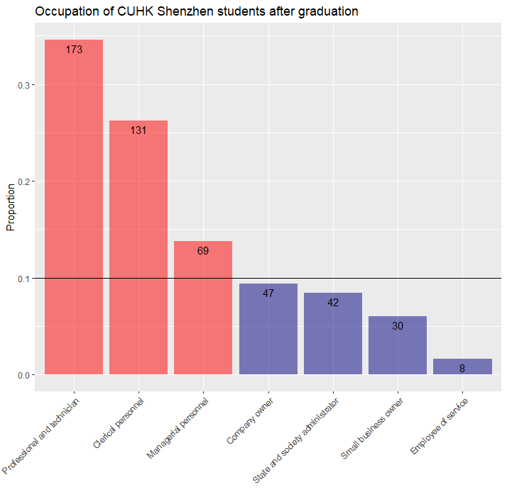 Occupation of CUHK Shenzhen students after graduation
Proportion
0.3
0.2
0.1
0.0
173
131
69
47
42
30
8
Professional and technician
Clerical personnel
Managerial personnel
Company owner
State and society administrator
Small business owner
Employee of service